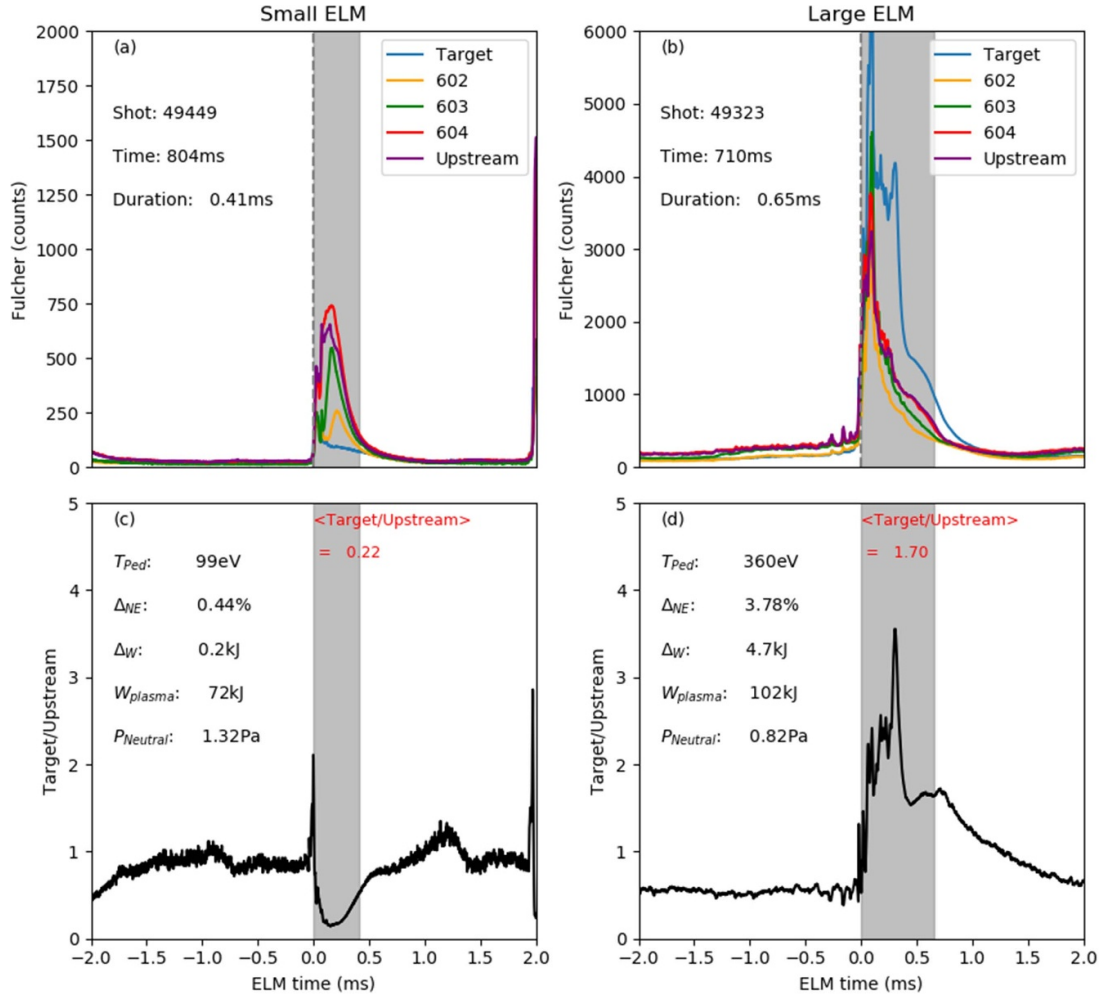 Small ELM
Large ELM
Fulcher (counts)
2000
1750
1500
1250
1000
750
500
250
0
(a)
Shot: 49449
Time: 804ms
Duration: 0.41ms
Target
602
603
604
Upstream
Fulcher (counts)
6000
5000
4000
3000
2000
1000
0
(b)
Shot: 49323
Time: 710ms
Duration: 0.65ms
Target
602
603
604
Upstream
Target/Upstream
5
4
3
2
1
0
(c)
<Target/Upstream>
= 0.22
T_Ped: 99eV
Δ_NE: 0.44%
Δ_W: 0.2kJ
W_plasma: 72kJ
P_Neutral: 1.32Pa
−2.0 −1.5 −1.0 −0.5 0.0 0.5 1.0 1.5 2.0
ELM time (ms)
Target/Upstream
5
4
3
2
1
0
(d)
<Target/Upstream>
= 1.70
T_Ped: 360eV
Δ_NE: 3.78%
Δ_W: 4.7kJ
W_plasma: 102kJ
P_Neutral: 0.82Pa
−2.0 −1.5 −1.0 −0.5 0.0 0.5 1.0 1.5 2.0
ELM time (ms)